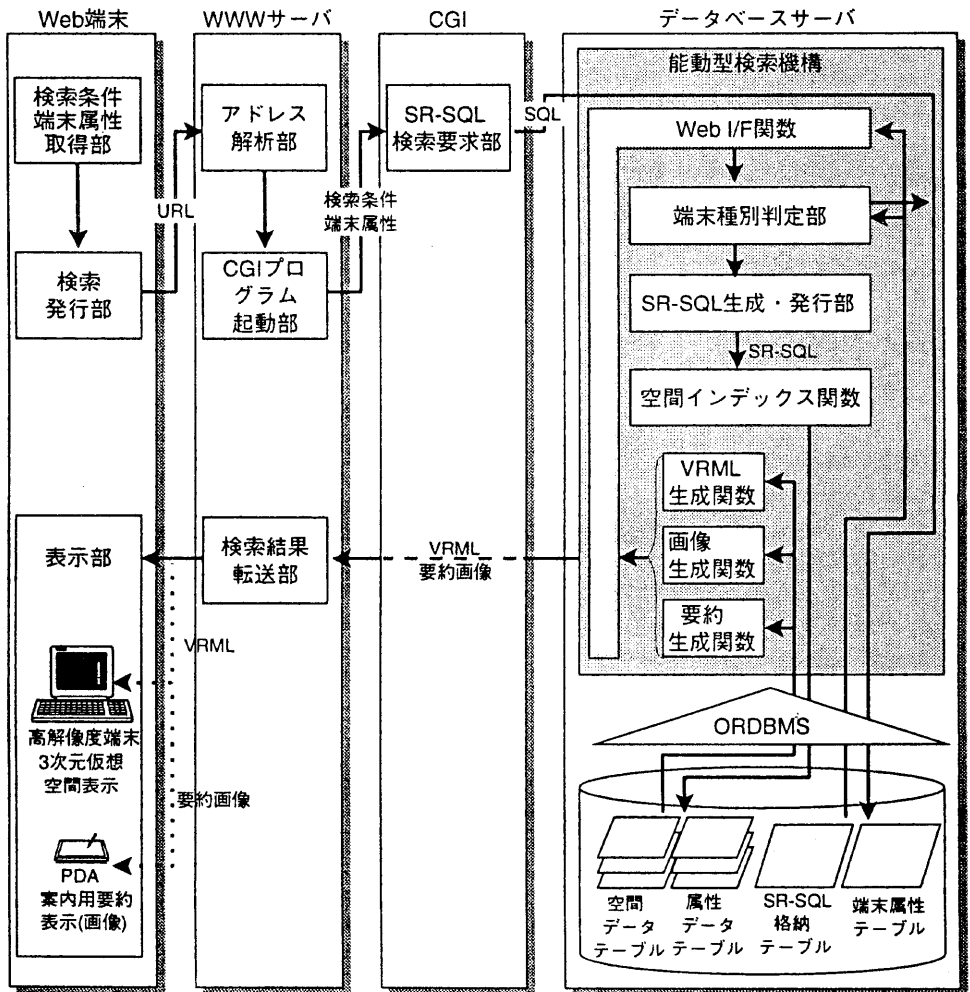 Web端末
WWWサーバ
CGI
データベースサーバ
検索条件
端末属性
取得部
URL
検索
発行部
アドレス
解析部
CGIプロ
グラム
起動部
検索条件
端末属性
SR-SQL
検索要求部
SQL
能動型検索機構
Web I/F関数
端末種別判定部
SR-SQL生成・発行部
SR-SQL
空間インデックス関数
VRML
生成関数
画像
生成関数
要約
生成関数
VRML
要約画像
検索結果
転送部
表示部
VRML
高解像度端末
3次元仮想
空間表示
要約画像
PDA
案内用要約
表示(画像)
ORDBMS
空間
データ
テーブル
属性
データ
テーブル
SR-SQL
格納
テーブル
端末属性
テーブル